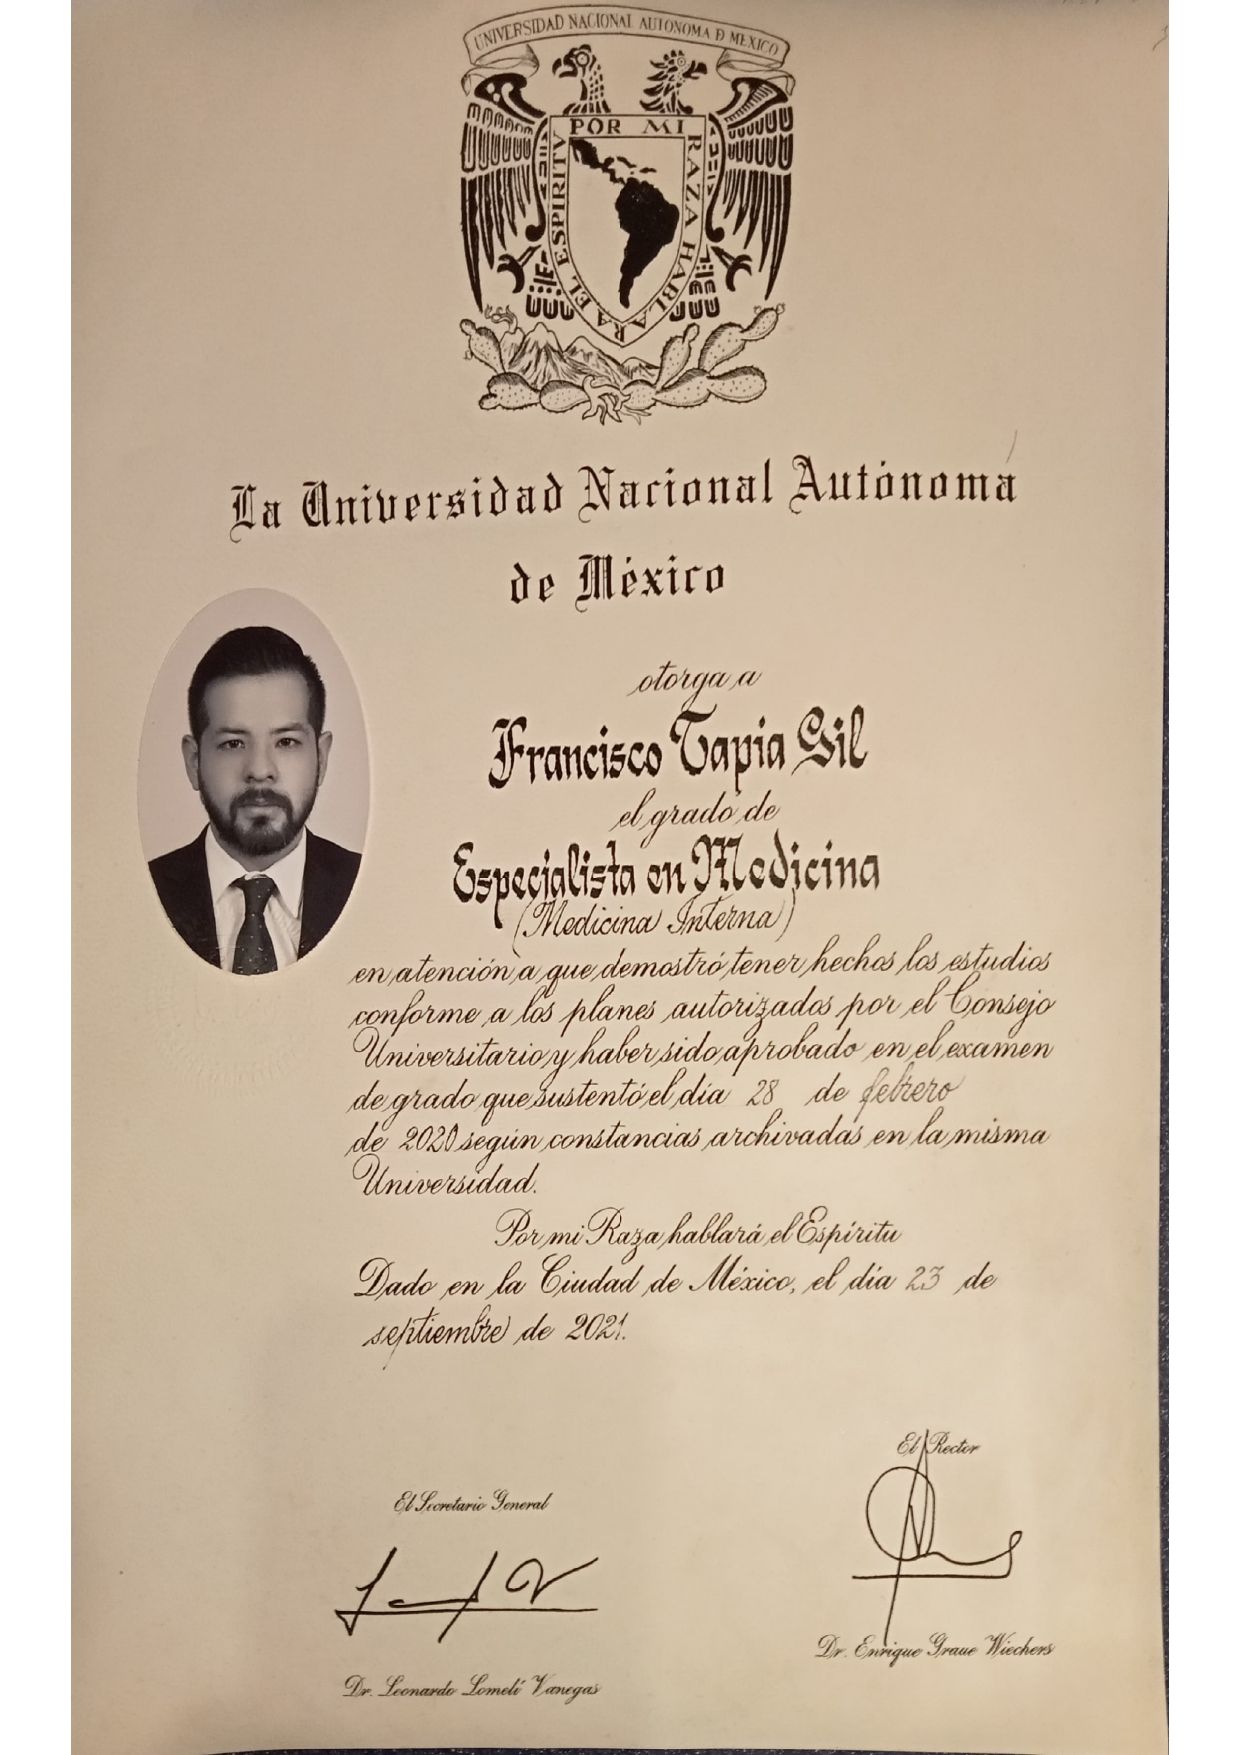 UNIVERSIDAD NACIONAL AUTONOMA D MEXICO
POR MI RAZA HABLARA EL ESPIRITV
La Universidad Nacional Autónoma
de México
otorga a
Francisco Tapia Gil
el grado de
Especialista en Medicina
(Medicina Interna)
en atención a que demostró tener hechos los estudios
conforme a los planes autorizados por el Consejo
Universitario y haber sido aprobado en el examen
de grado que sustentó el día 28 de febrero
de 2020 según constancias archivadas en la misma
Universidad.
Por mi Raza hablará el Espíritu
Dado en la Ciudad de México, el día 23 de
septiembre de 2021.
El Rector
El Secretario General
Dr. Enrique Graue Wiechers
Dr. Leonardo Lomelí Vanegas